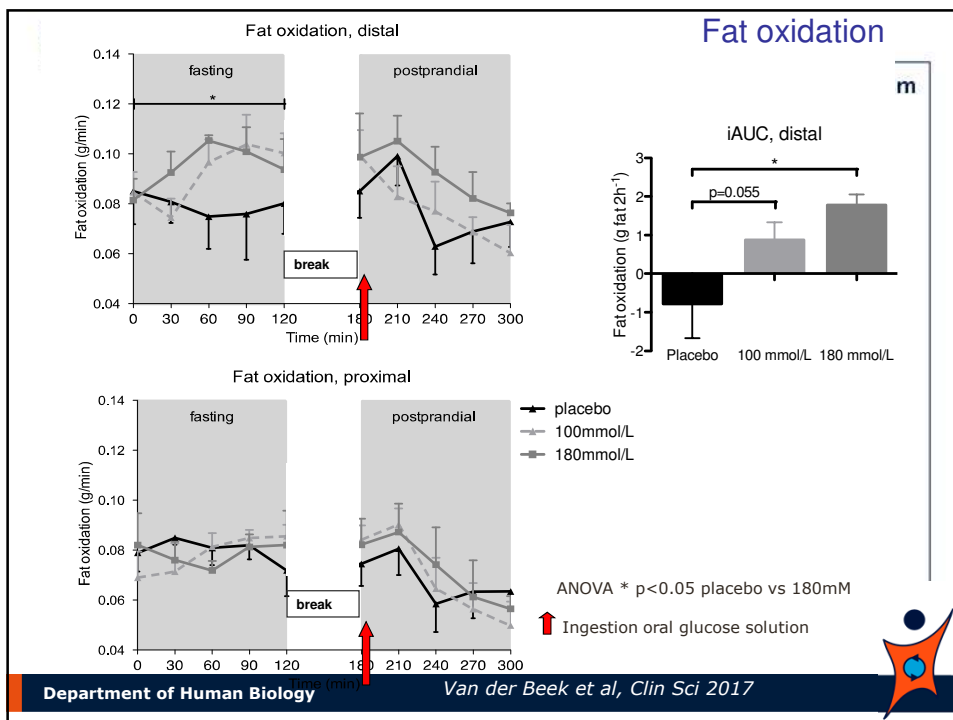 Fat oxidation
m
Fat oxidation, distal
fasting
postprandial
*
Fat oxidation (g/min)
0.14
0.12
0.10
0.08
0.06
0.04
break
0 30 60 90 120 180 210 240 270 300
Time (min)
iAUC, distal
*
p=0.055
Fat oxidation (g fat 2h⁻¹)
3
2
1
0
-1
-2
Placebo 100 mmol/L 180 mmol/L
Fat oxidation, proximal
fasting
postprandial
Fat oxidation (g/min)
0.14
0.12
0.10
0.08
0.06
0.04
break
0 30 60 90 120 180 210 240 270 300
Time (min)
placebo
100mmol/L
180mmol/L
ANOVA * p<0.05 placebo vs 180mM
Ingestion oral glucose solution
Department of Human Biology
Van der Beek et al, Clin Sci 2017